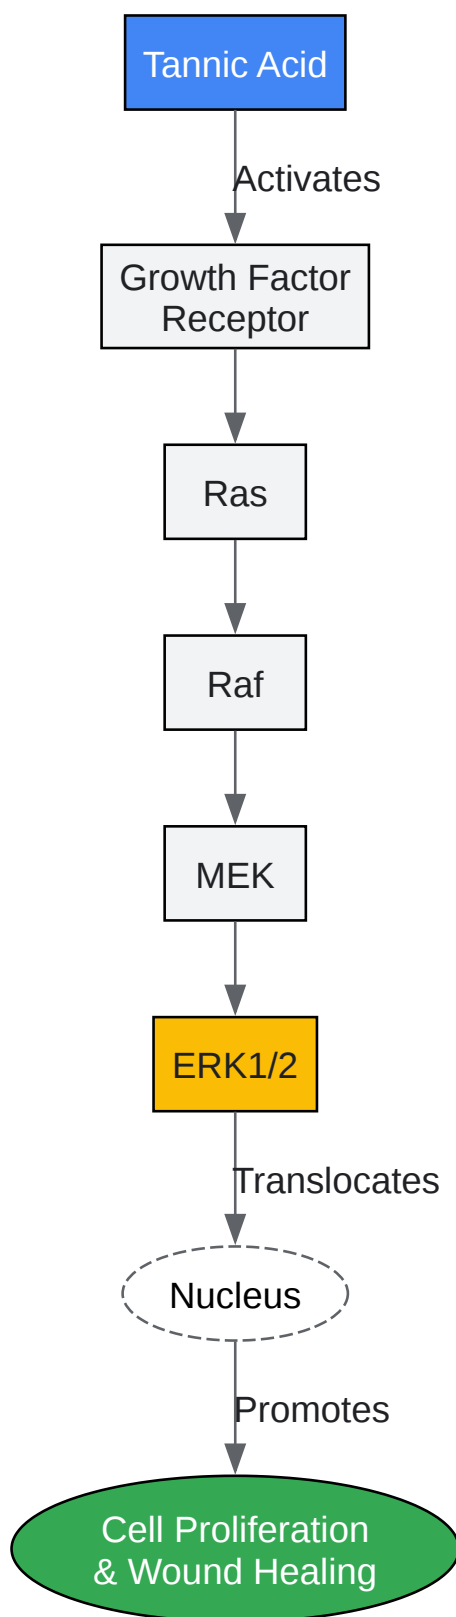 Tannic Acid
Activates
Growth Factor
Receptor
Ras
Raf
MEK
ERK1/2
Translocates
Nucleus
Promotes
Cell Proliferation
& Wound Healing